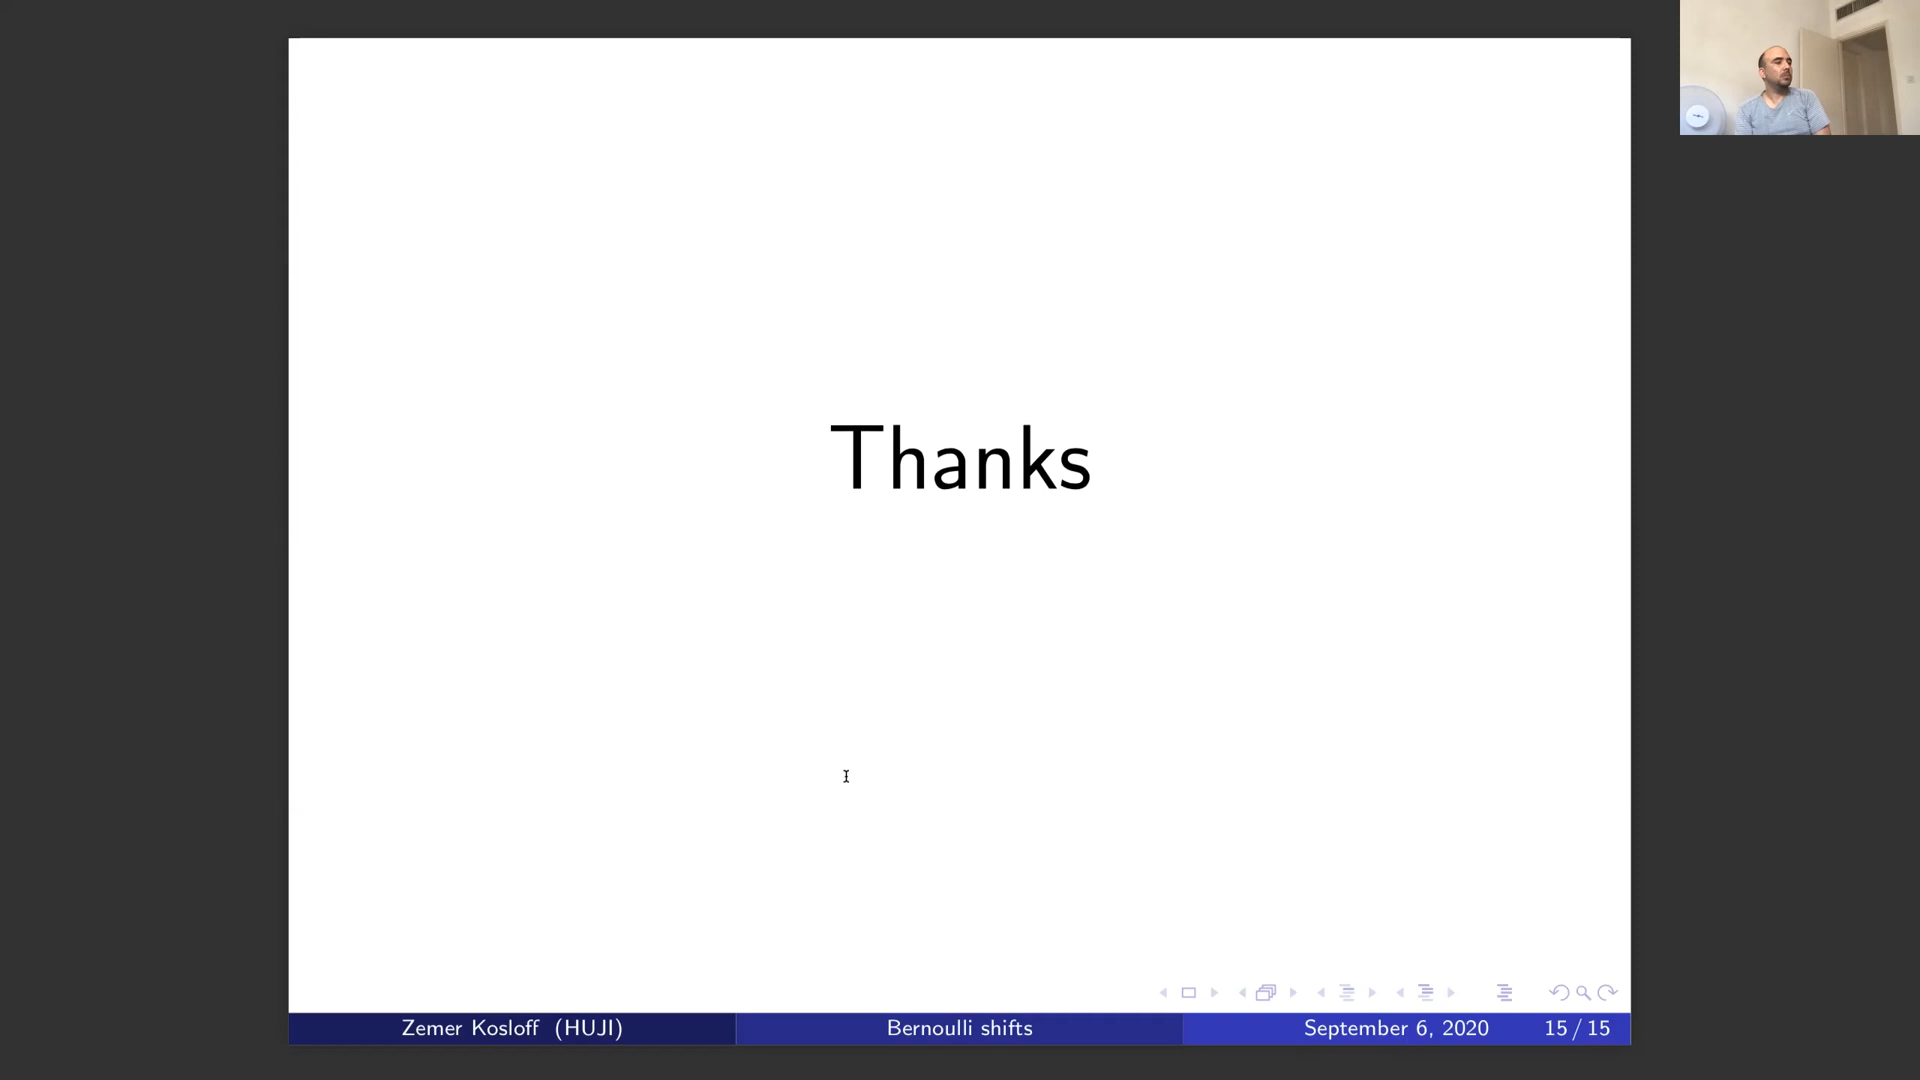 Thanks
Zemer Kosloff (HUJI)
Bernoulli shifts
September 6, 2020
15 / 15